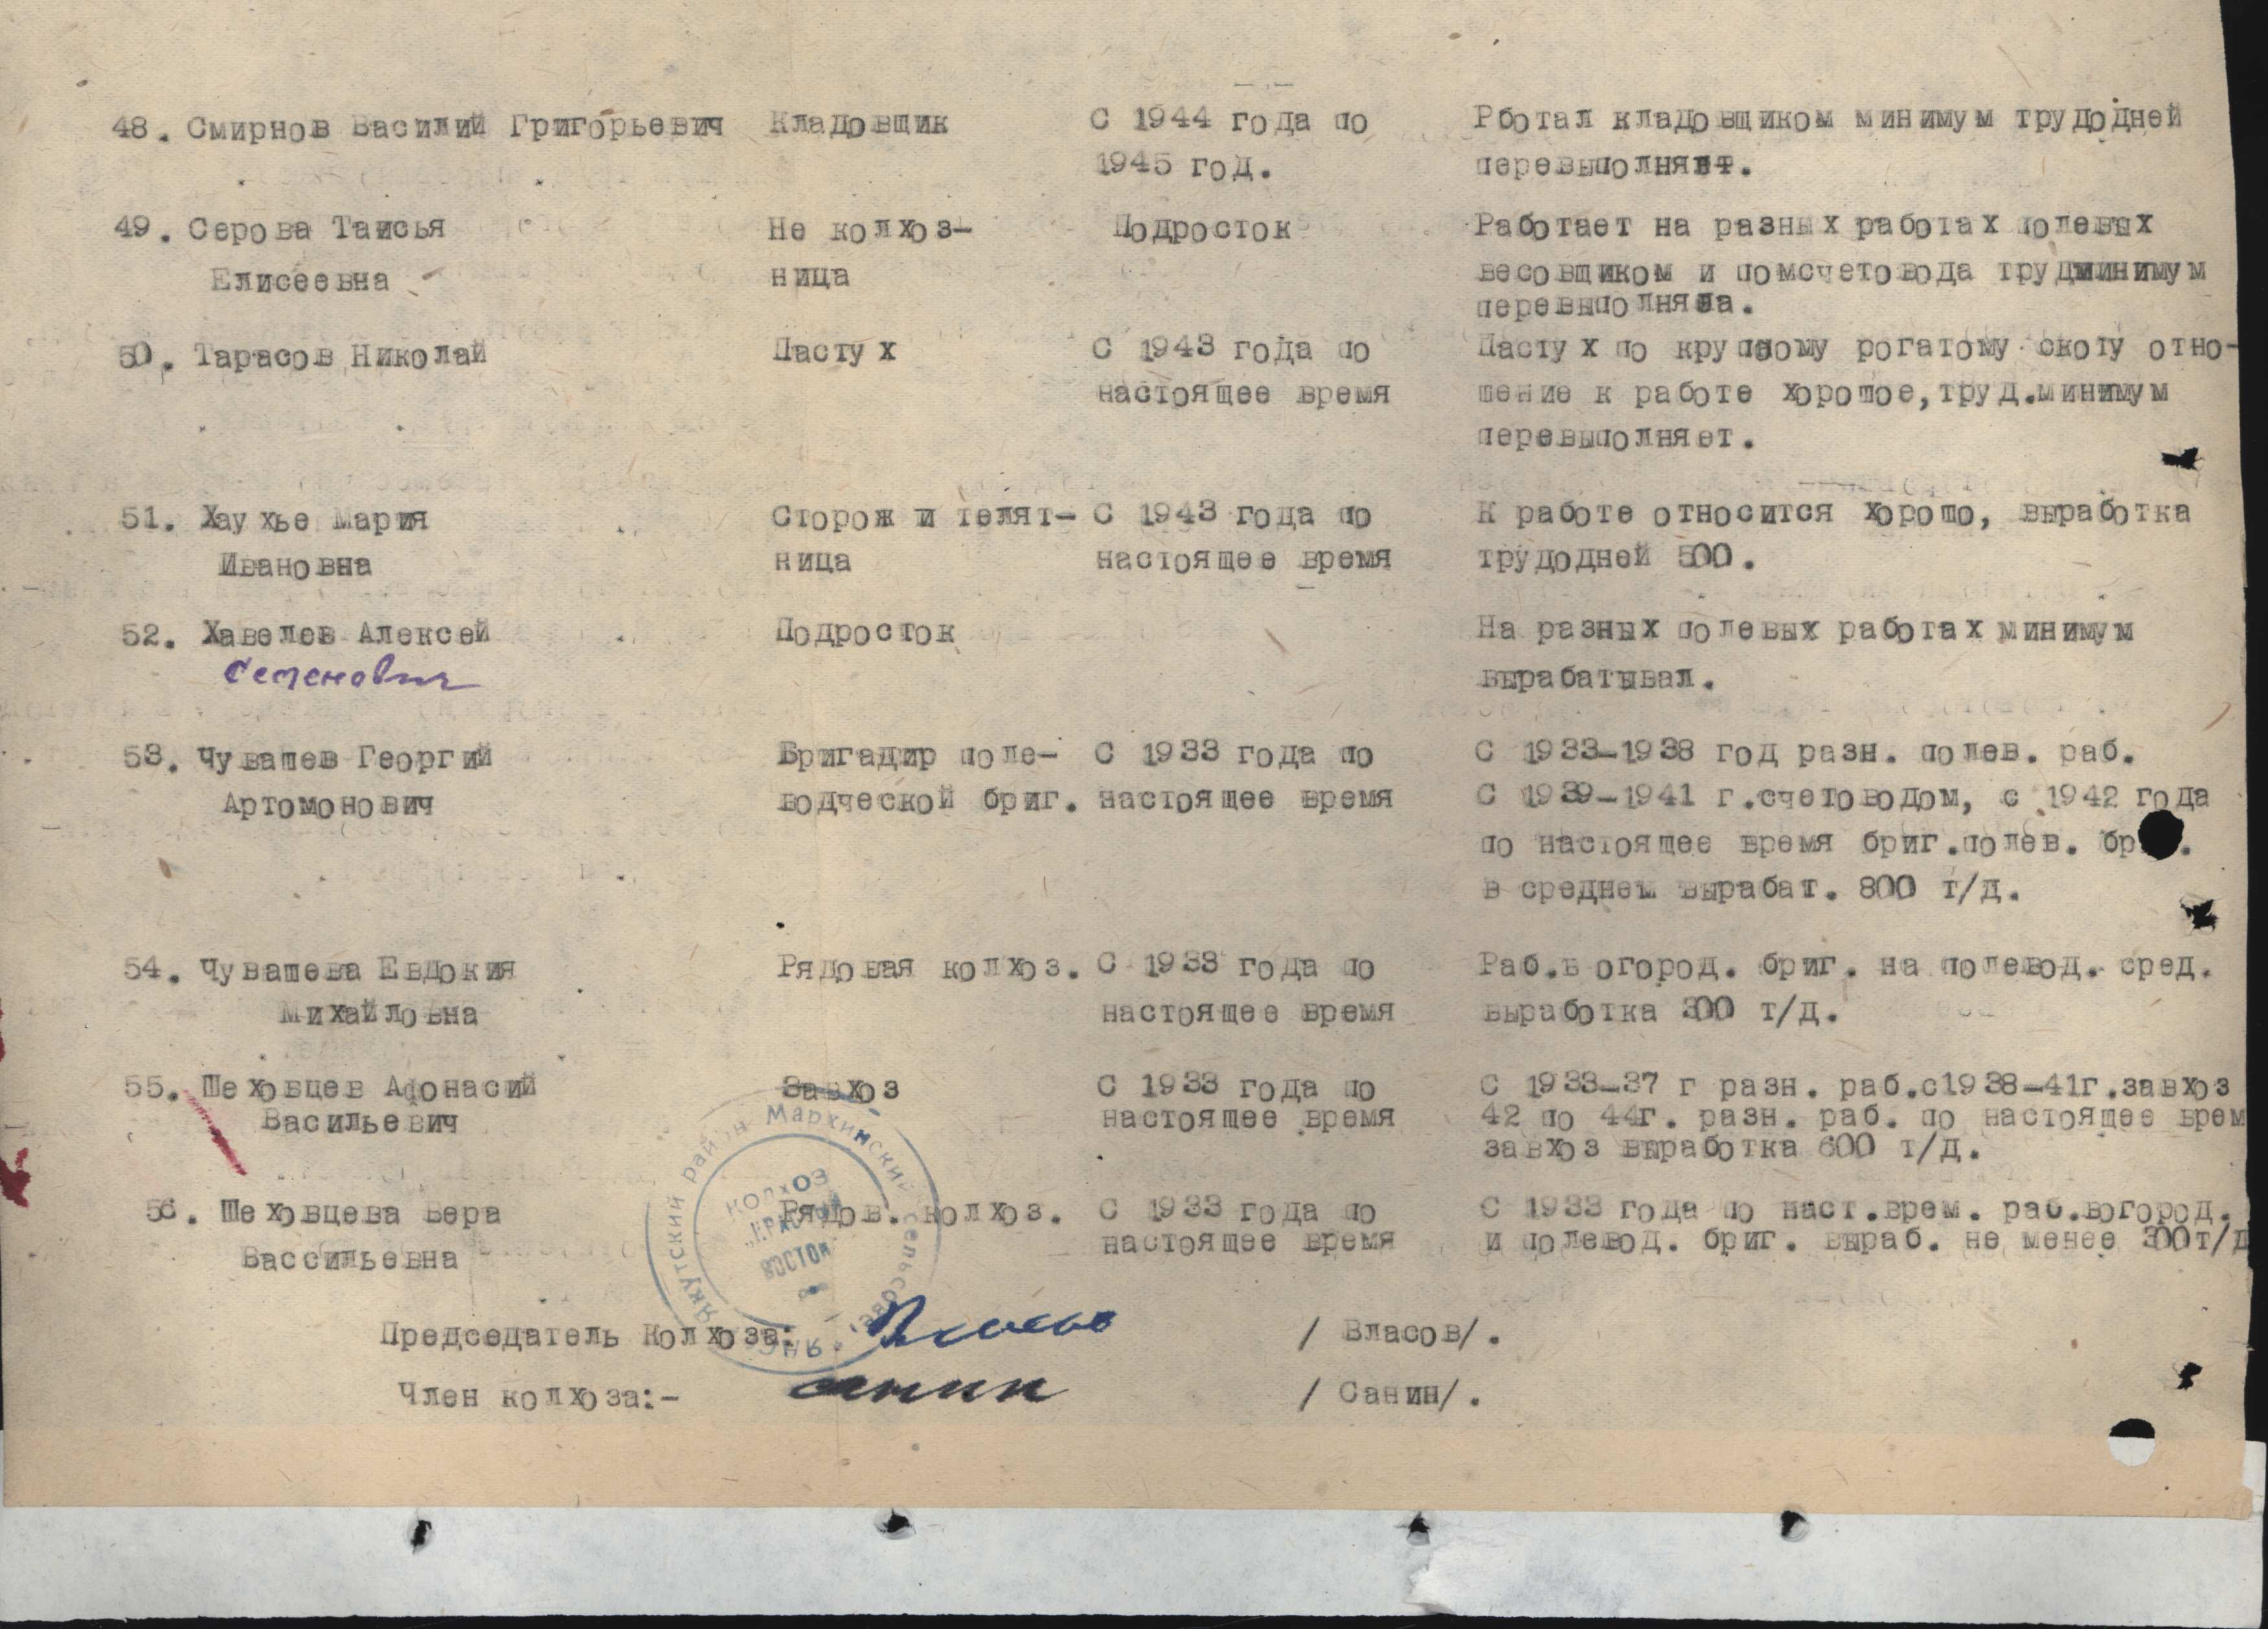 48. Смирнов Василий Григорьевич Кладовщик С 1944 года по Рботал кладовщиком минимум трудодней
1945 год. перевыполняет.
49. Серова Таисья Не колхоз- Подросток Работает на разных работах полевых
Елисеевна ница весовщиком и помсчетовода трудминимум
перевыполняла.
50. Тарасов Николай Пастух С 1943 года по Пастух по крупному рогатому скоту отно-
настоящее время шение к работе хорошое, труд.минимум
перевыполняет.
51. Хаухье Мария Сторож и телят- С 1943 года по К работе относится хорошо, выработка
Ивановна ница настоящее время трудодней 500.
52. Хавелев Алексей Подросток На разных полевых работах минимум
Семенович вырабатывал.
53. Чувашев Георгий Бригадир поле- С 1933 года по С 1933-1938 год разн. полев. раб.
Артомонович водческой бриг. настоящее время С 1939-1941 г.счетоводом, с 1942 года
по настоящее время бриг.полев. бр .
в среднем вырабат. 800 т/д.
54. Чувашева Евдокия Рядовая колхоз. С 1933 года по Раб.в огород. бриг. на полевод. сред.
Михайловна настоящее время выработка 300 т/д.
55. Шеховцев Афонасий Завхоз С 1933 года по С 1933-37 г разн. раб.с1938-41г.завхоз
Васильевич настоящее время 42 по 44г. разн. раб. по настоящее врем
завхоз выработка 600 т/д.
56. Шеховцева Вера Рядов. колхоз. С 1933 года по С 1933 года по наст.врем. раб.вогород.
Вассильевна настоящее время и полевод. бриг. выраб. не менее 300т/д
Якутский район Мархинский сельсовет
КОЛХОЗ
ВОСТОК
Председатель Колхоза: / Власов/.
Член колхоза:- Санин / Санин/.